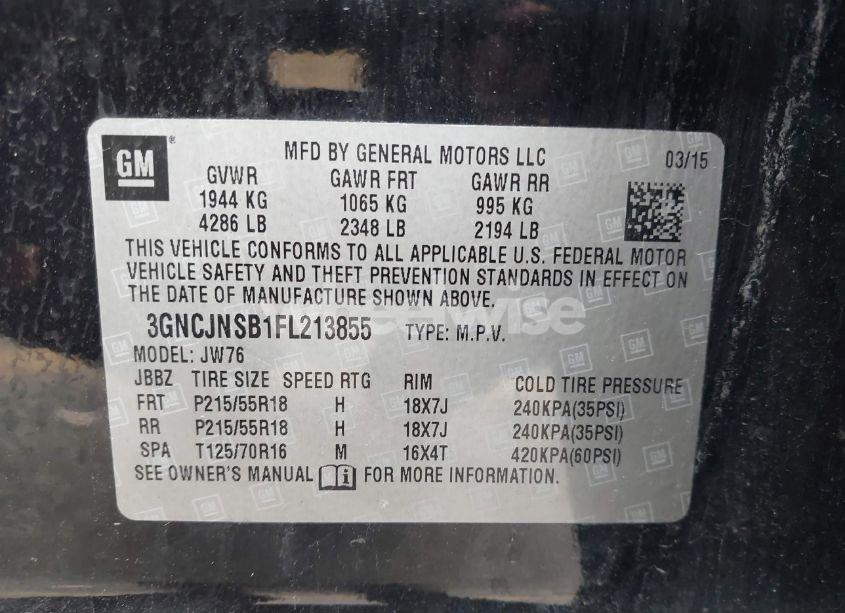 GM
MFD BY GENERAL MOTORS LLC 03/15
GVWR GAWR FRT GAWR RR
1944 KG 1065 KG 995 KG
4286 LB 2348 LB 2194 LB
THIS VEHICLE CONFORMS TO ALL APPLICABLE U.S. FEDERAL MOTOR
VEHICLE SAFETY AND THEFT PREVENTION STANDARDS IN EFFECT ON
THE DATE OF MANUFACTURE SHOWN ABOVE.
3GNCJNSB1FL213855 TYPE: M.P.V.
MODEL: JW76
JBBZ TIRE SIZE SPEED RTG RIM COLD TIRE PRESSURE
FRT P215/55R18 H 18X7J 240KPA(35PSI)
RR P215/55R18 H 18X7J 240KPA(35PSI)
SPA T125/70R16 M 16X4T 420KPA(60PSI)
SEE OWNER'S MANUAL FOR MORE INFORMATION.